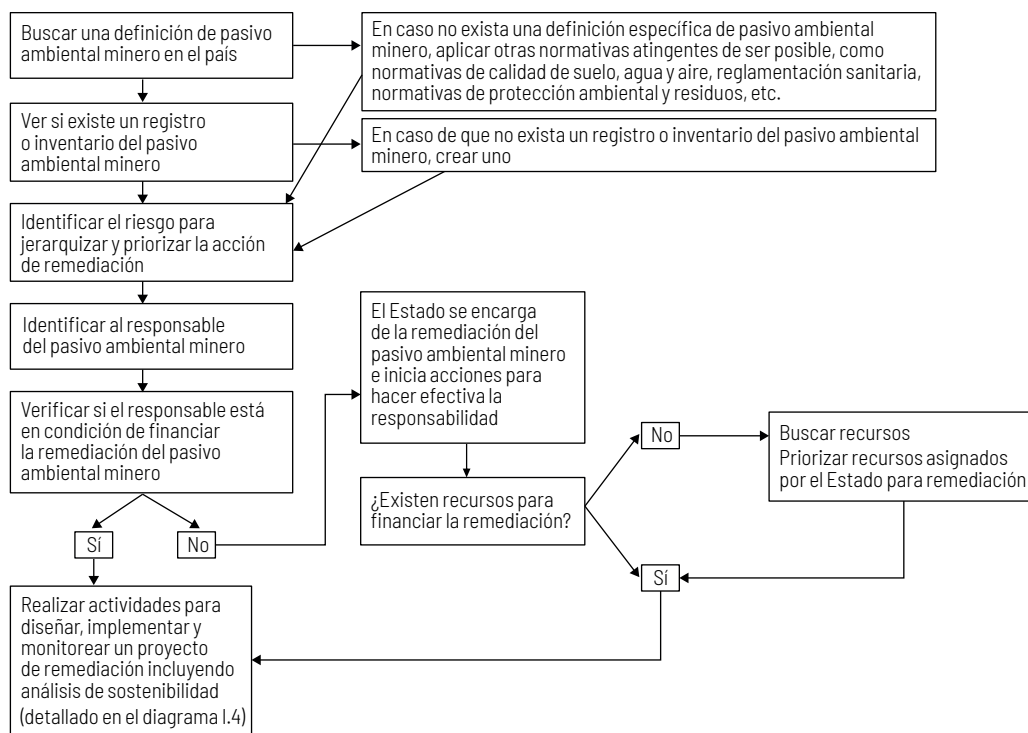 Buscar una definición de pasivo
ambiental minero en el país
En caso no exista una definición específica de pasivo ambiental
minero, aplicar otras normativas atingentes de ser posible, como
normativas de calidad de suelo, agua y aire, reglamentación sanitaria,
normativas de protección ambiental y residuos, etc.
Ver si existe un registro
o inventario del pasivo
ambiental minero
En caso de que no exista un registro o inventario del pasivo ambiental
minero, crear uno
Identificar el riesgo para
jerarquizar y priorizar la acción
de remediación
Identificar al responsable
del pasivo ambiental minero
Verificar si el responsable está
en condición de financiar
la remediación del pasivo
ambiental minero
Sí
No
El Estado se encarga
de la remediación del
pasivo ambiental minero
e inicia acciones para
hacer efectiva la
responsabilidad
¿Existen recursos para
financiar la remediación?
No
Buscar recursos
Priorizar recursos asignados
por el Estado para remediación
Sí
Realizar actividades para
diseñar, implementar y
monitorear un proyecto
de remediación incluyendo
análisis de sostenibilidad
(detallado en el diagrama I.4)